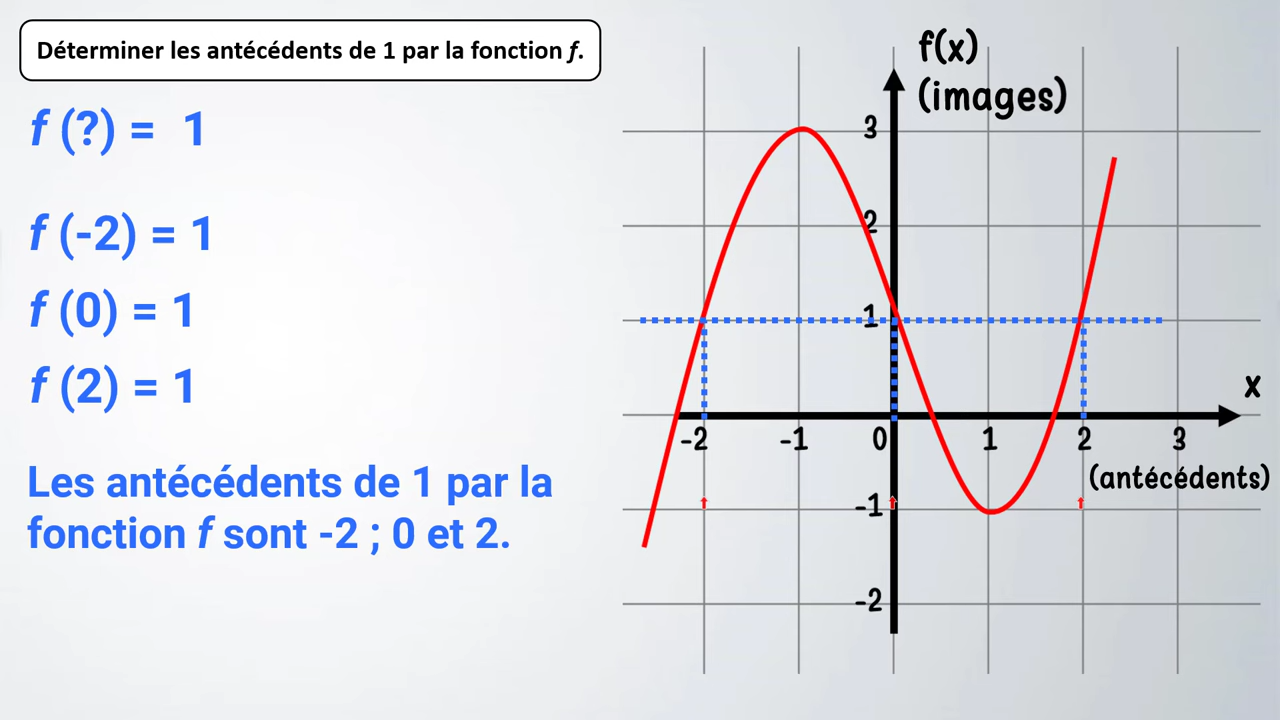 Déterminer les antécédents de 1 par la fonction f.
f (?) = 1
f (-2) = 1
f (0) = 1
f (2) = 1
Les antécédents de 1 par la
fonction f sont -2 ; 0 et 2.
f(x)
(images)
3
2
1
x
-2 -1 0 1 2 3
(antécédents)
-1
-2